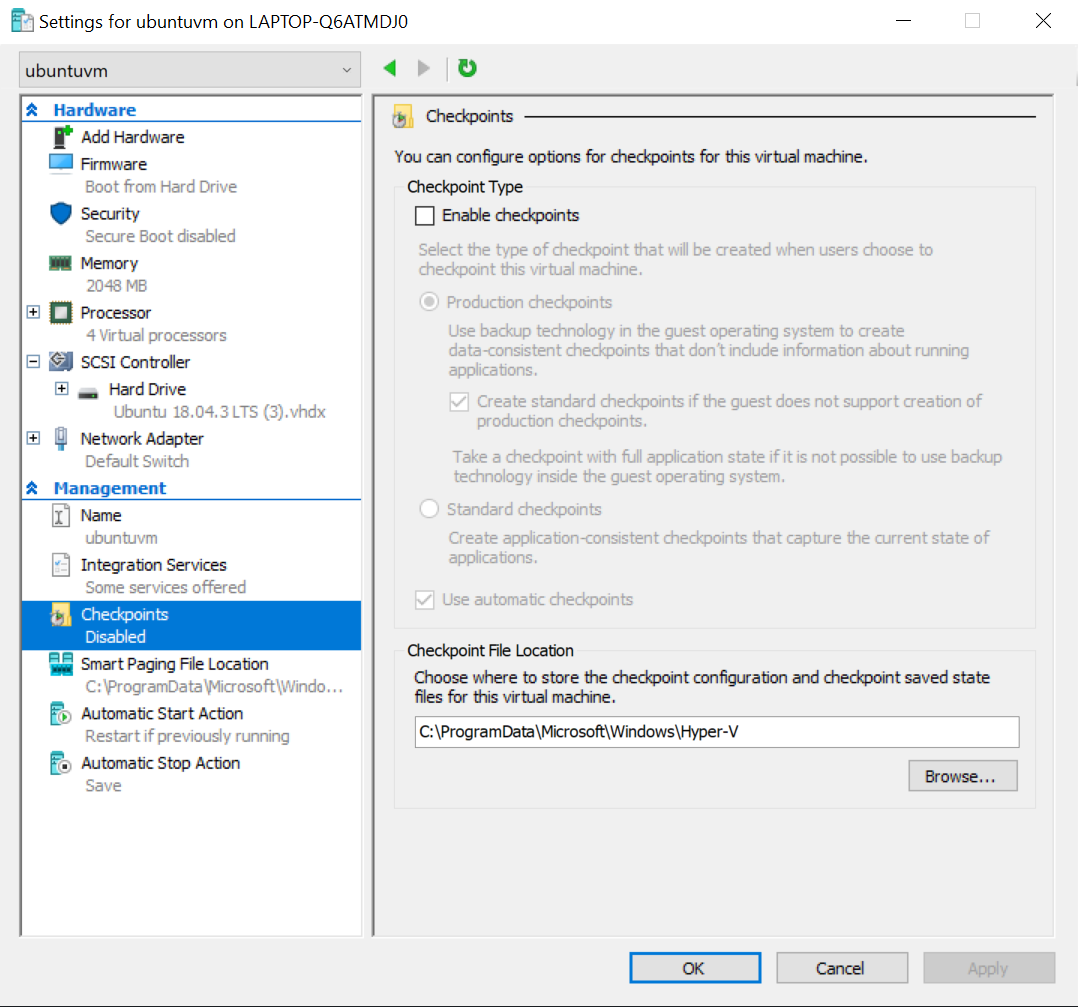 Settings for ubuntuvm on LAPTOP-Q6ATMDJ0
ubuntuvm
Hardware
Add Hardware
Firmware
Boot from Hard Drive
Security
Secure Boot disabled
Memory
2048 MB
Processor
4 Virtual processors
SCSI Controller
Hard Drive
Ubuntu 18.04.3 LTS (3).vhdx
Network Adapter
Default Switch
Management
Name
ubuntuvm
Integration Services
Some services offered
Checkpoints
Disabled
Smart Paging File Location
C:\ProgramData\Microsoft\Windo...
Automatic Start Action
Restart if previously running
Automatic Stop Action
Save
Checkpoints
You can configure options for checkpoints for this virtual machine.
Checkpoint Type
Enable checkpoints
Select the type of checkpoint that will be created when users choose to
checkpoint this virtual machine.
Production checkpoints
Use backup technology in the guest operating system to create
data-consistent checkpoints that don't include information about running
applications.
Create standard checkpoints if the guest does not support creation of
production checkpoints.
Take a checkpoint with full application state if it is not possible to use backup
technology inside the guest operating system.
Standard checkpoints
Create application-consistent checkpoints that capture the current state of
applications.
Use automatic checkpoints
Checkpoint File Location
Choose where to store the checkpoint configuration and checkpoint saved state
files for this virtual machine.
C:\ProgramData\Microsoft\Windows\Hyper-V
Browse...
OK
Cancel
Apply